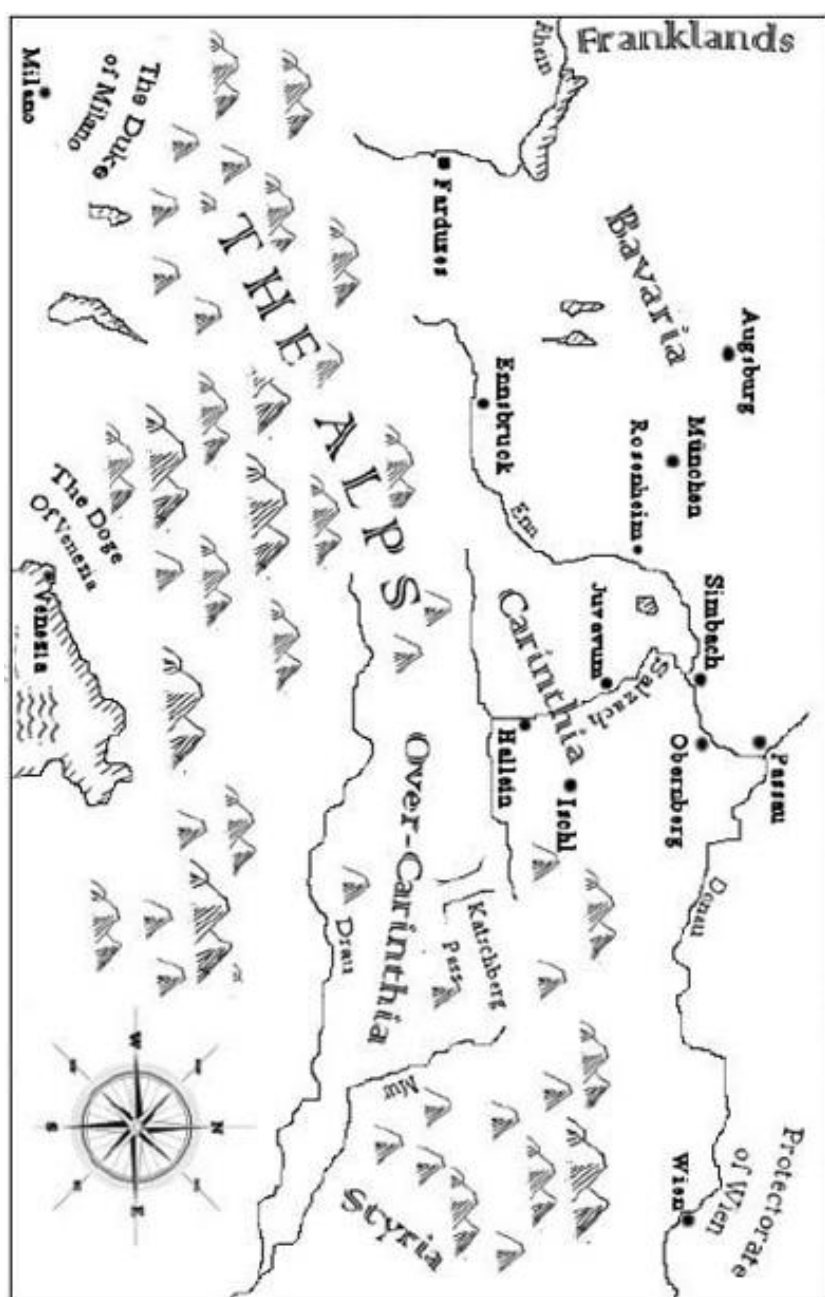 Franklands
Rhein
Augsburg
Passau
Protectorate
of Wien
Bavaria
München
Rosenheim
Simbach
Obernberg
Donau
Wien
Farduzes
Ennsbruck
Enn
Juvavum
Salzach
Carinthia
Ischl
Hallein
Katschberg
Pass
Over-Carinthia
Mur
Styria
THE ALPS
Drau
The Duke
of Milano
Milano
The Doge
Of Venezia
Venezia
N
W
E
S